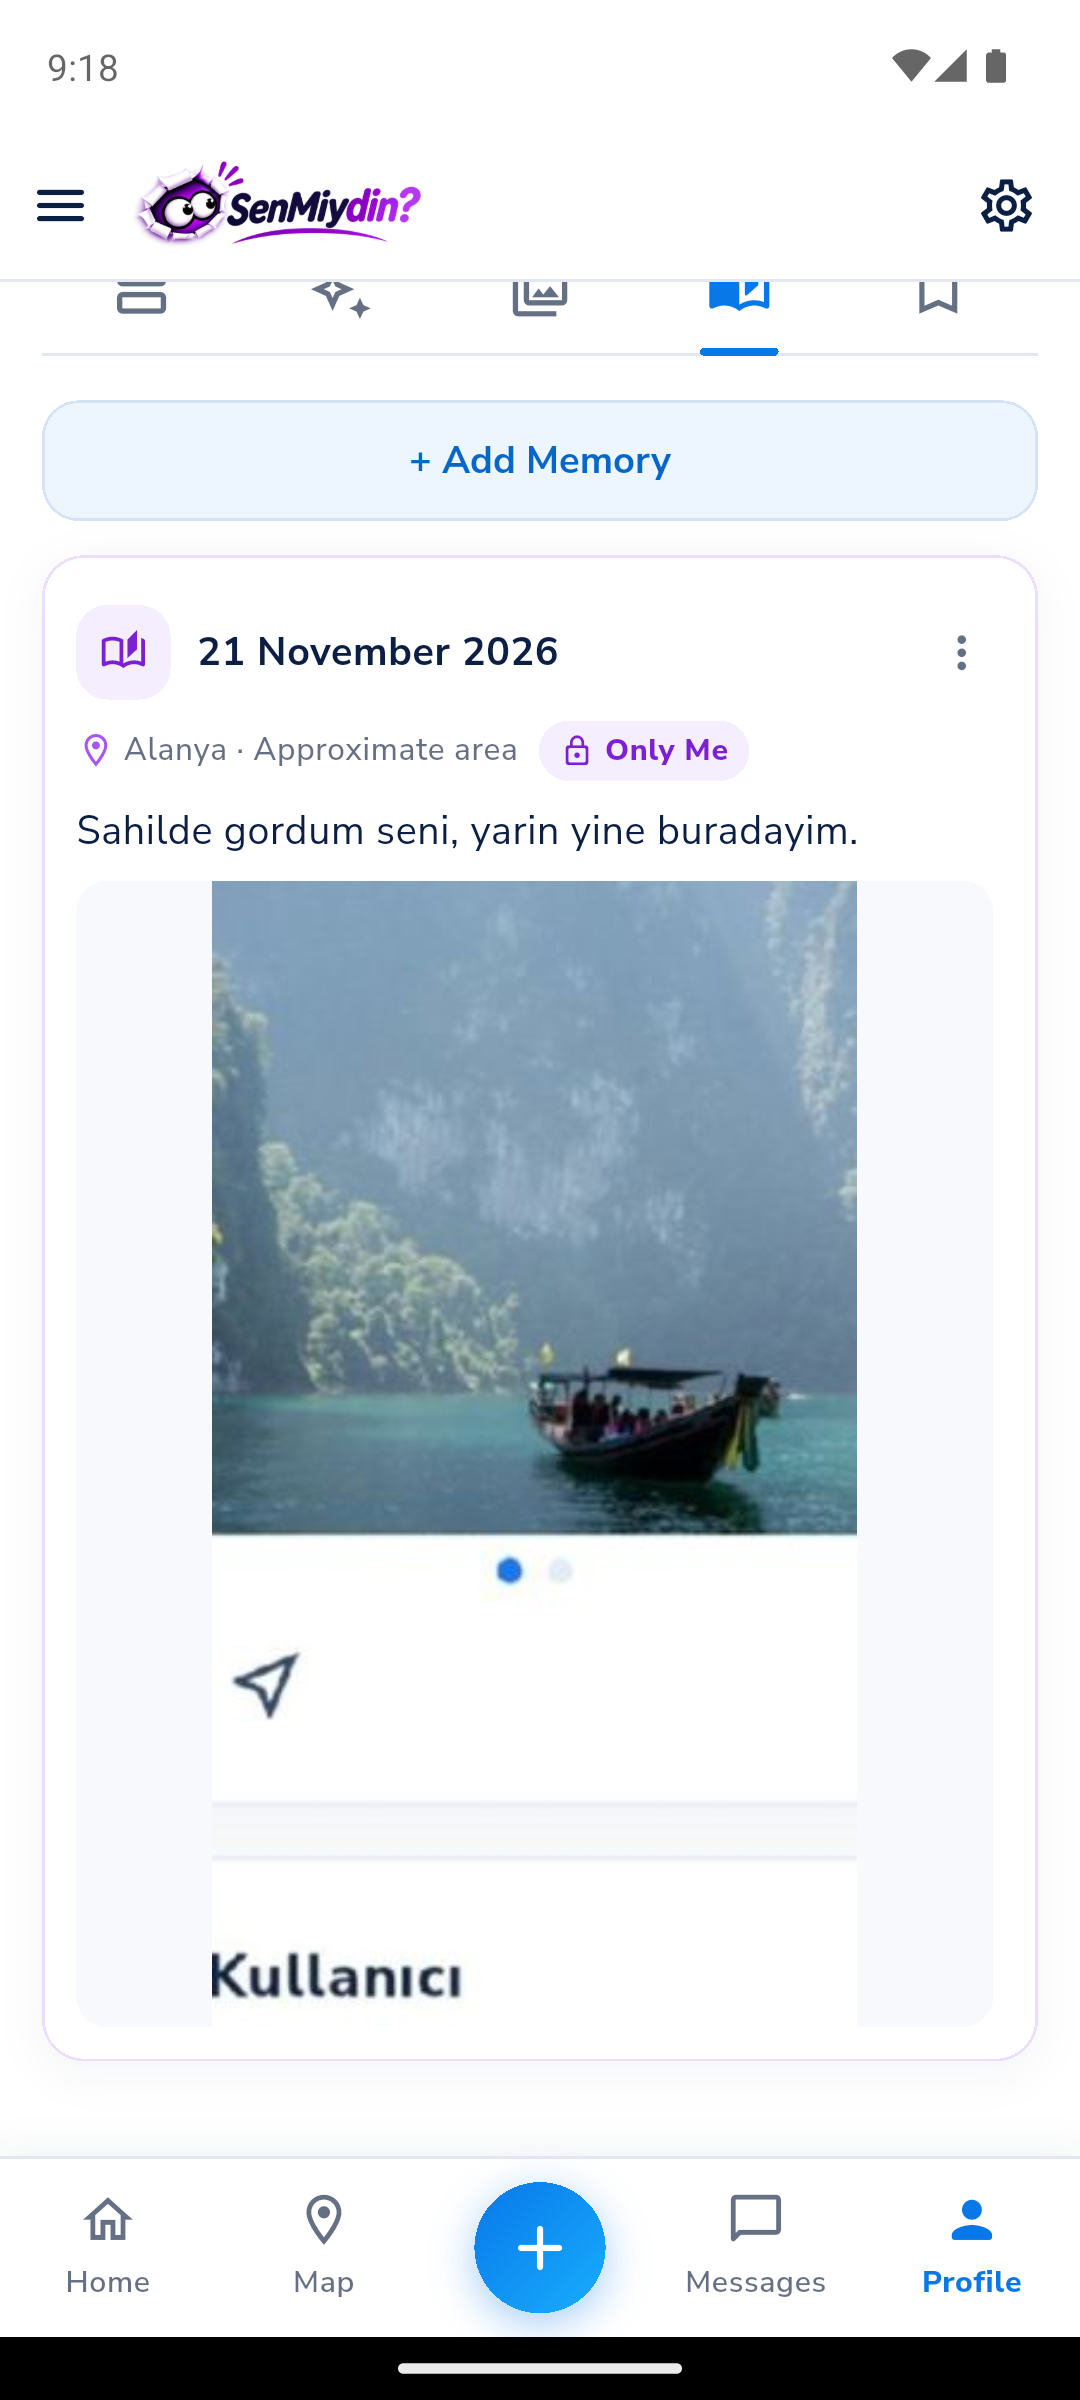 9:18
SenMiydin?
+ Add Memory
21 November 2026
Alanya · Approximate area
Only Me
Sahilde gordum seni, yarin yine buradayim.
Kullanıcı
Home
Map
Messages
Profile